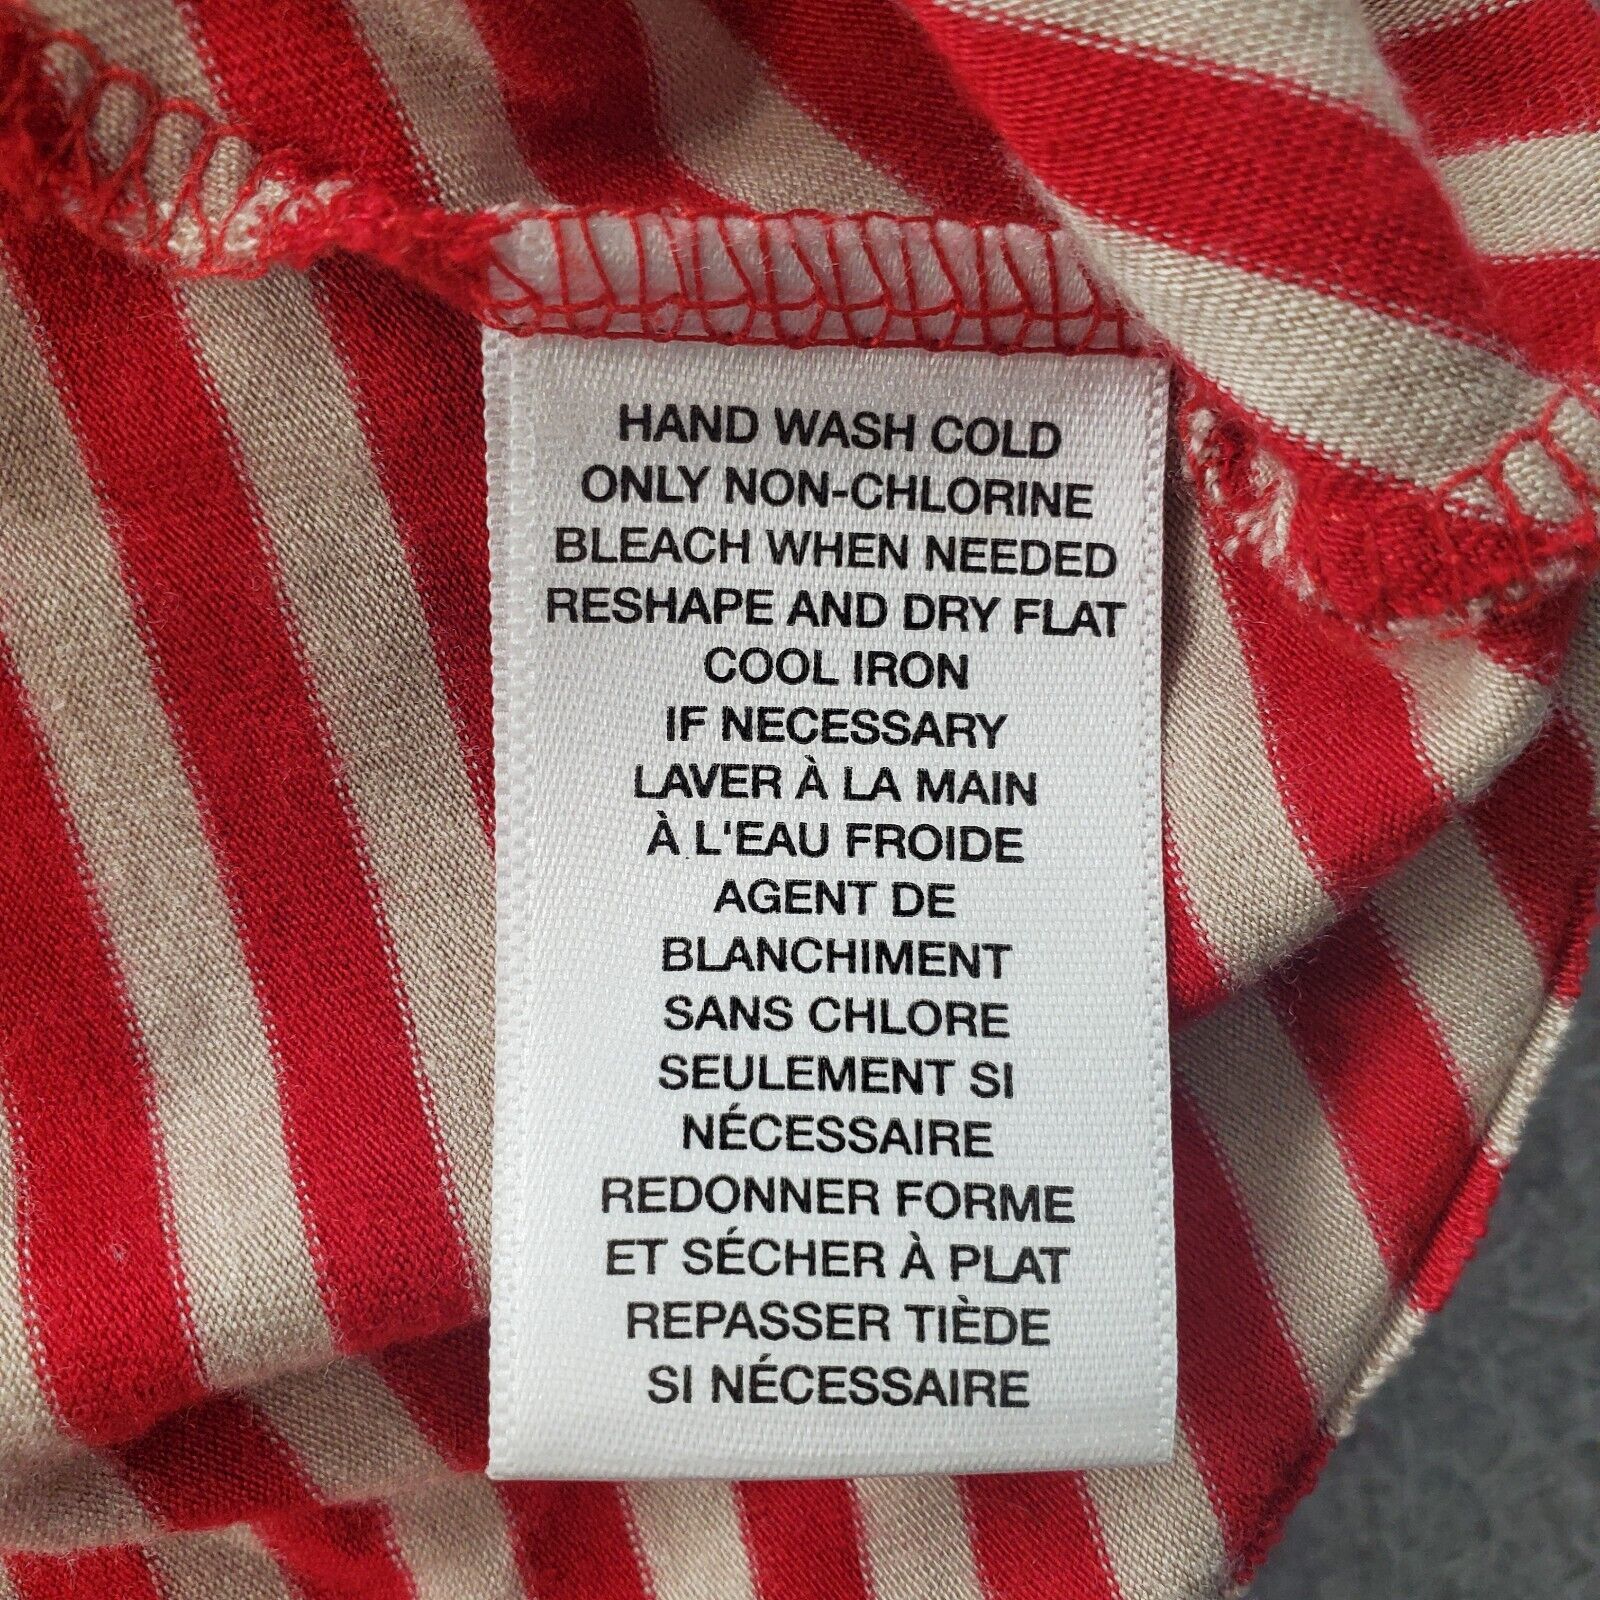 HAND WASH COLD
ONLY NON-CHLORINE
BLEACH WHEN NEEDED
RESHAPE AND DRY FLAT
COOL IRON
IF NECESSARY
LAVER À LA MAIN
À L'EAU FROIDE
AGENT DE
BLANCHIMENT
SANS CHLORE
SEULEMENT SI
NÉCESSAIRE
REDONNER FORME
ET SÉCHER À PLAT
REPASSER TIÈDE
SI NÉCESSAIRE